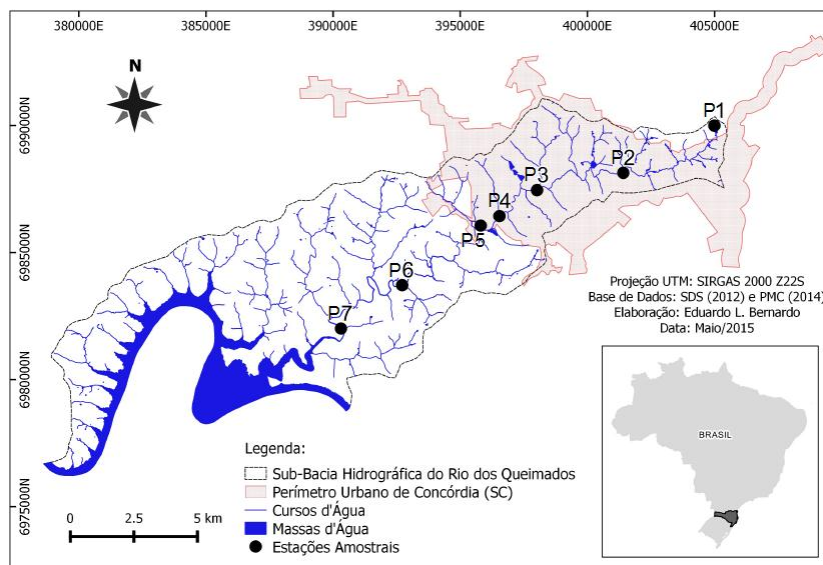 380000E 385000E 390000E 395000E 400000E 405000E
N
6990000N
6985000N
6980000N
6975000N
P1
P2
P3
P4
P5
P6
P7
Projeção UTM: SIRGAS 2000 Z22S
Base de Dados: SDS (2012) e PMC (2014)
Elaboração: Eduardo L. Bernardo
Data: Maio/2015
BRASIL
Legenda:
Sub-Bacia Hidrográfica do Rio dos Queimados
Perímetro Urbano de Concórdia (SC)
Cursos d'Água
Massas d'Água
Estações Amostrais
0 2.5 5 km